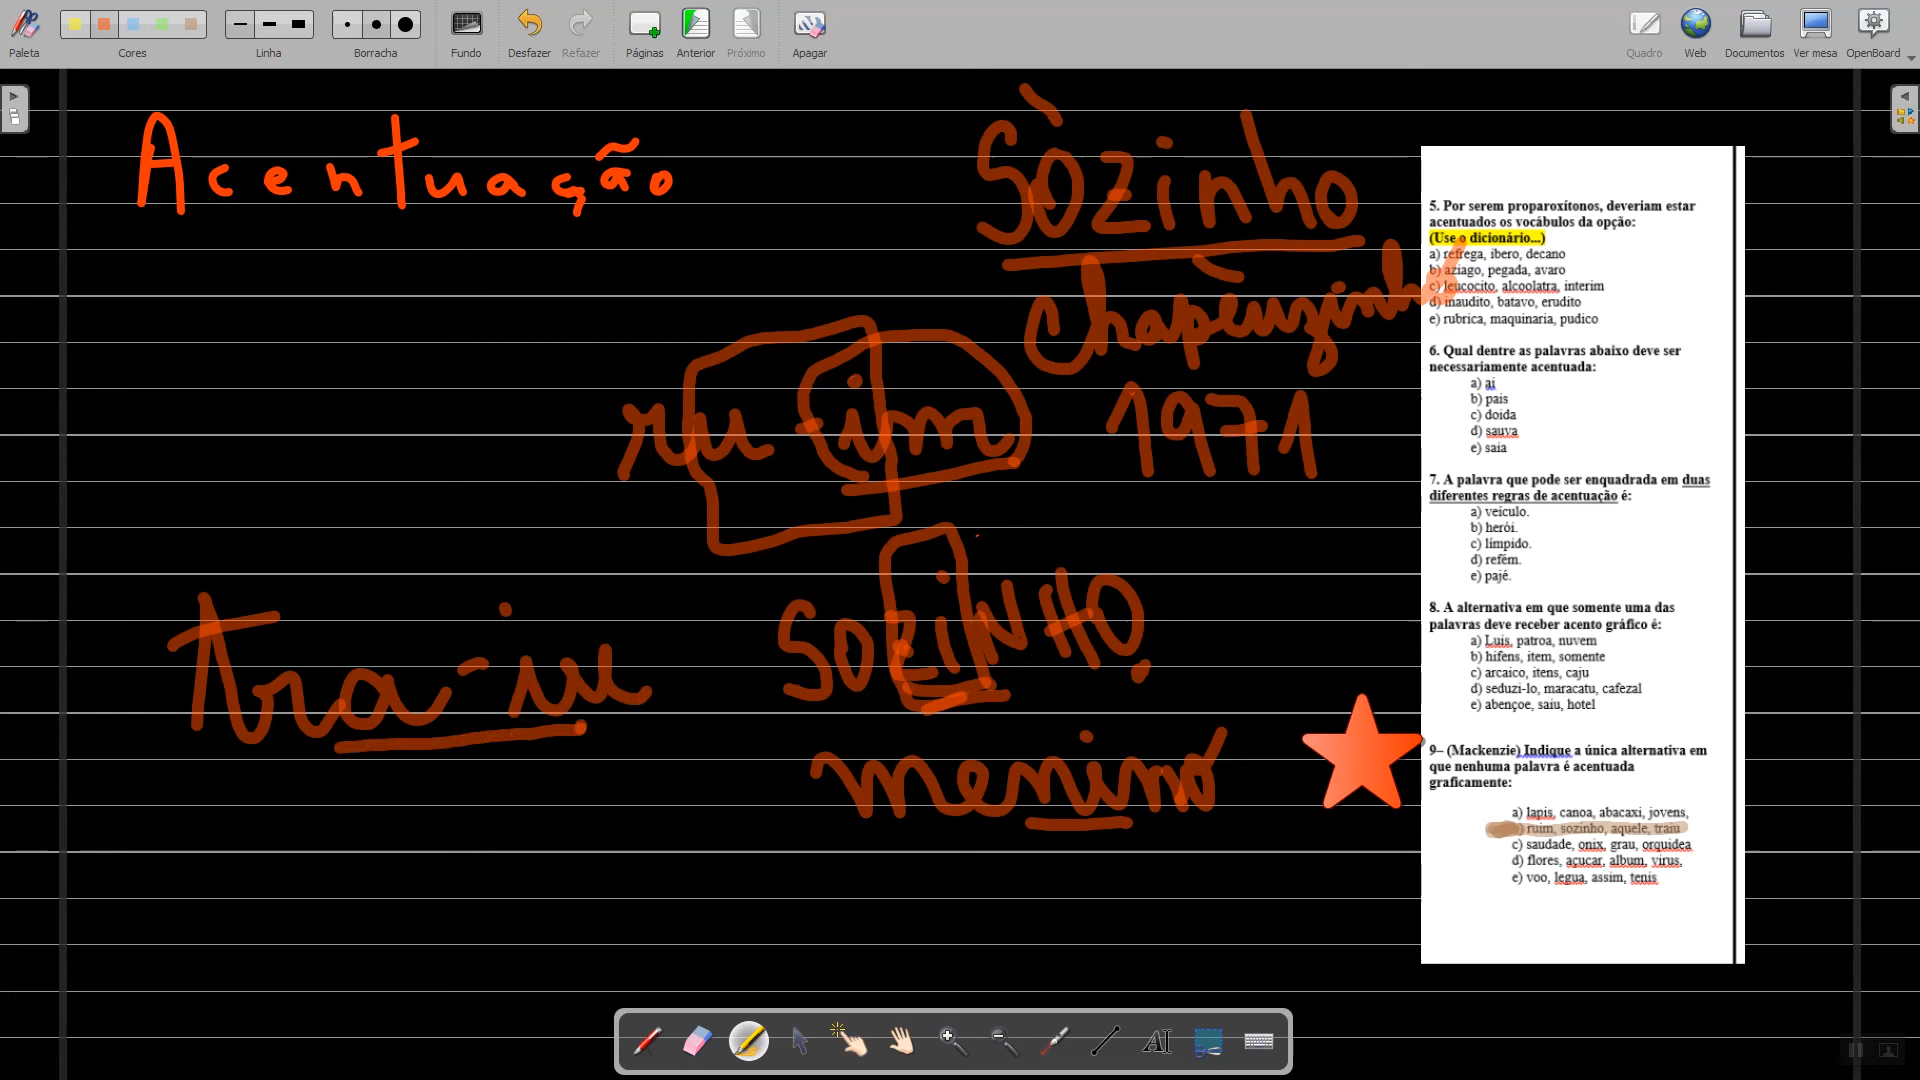 Paleta Cores Linha Borracha Fundo Desfazer Refazer Páginas Anterior Próximo Apagar Quadro Web Documentos Ver mesa OpenBoard
Acentuação
Sòzinho
Chapèuzinho
1971
ru-im
SOZINHO
tra-iu
menino
5. Por serem proparoxítonos, deveriam estar
acentuados os vocábulos da opção:
(Use o dicionário...)
a) refrega, ibero, decano
b) aziago, pegada, avaro
c) leucocito, alcoolatra, interim
d) inaudito, batavo, erudito
e) rubrica, maquinaria, pudico
6. Qual dentre as palavras abaixo deve ser
necessariamente acentuada:
a) ai
b) pais
c) doida
d) sauva
e) saia
7. A palavra que pode ser enquadrada em duas
diferentes regras de acentuação é:
a) veículo.
b) herói.
c) límpido.
d) refém.
e) pajé.
8. A alternativa em que somente uma das
palavras deve receber acento gráfico é:
a) Luis, patroa, nuvem
b) hifens, item, somente
c) arcaico, itens, caju
d) seduzi-lo, maracatu, cafezal
e) abençoe, saiu, hotel
9– (Mackenzie) Indique a única alternativa em
que nenhuma palavra é acentuada
graficamente:
a) lapis, canoa, abacaxi, jovens,
) ruim, sozinho, aquele, traiu
c) saudade, onix, grau, orquidea
d) flores, açucar, album, virus,
e) voo, legua, assim, tenis